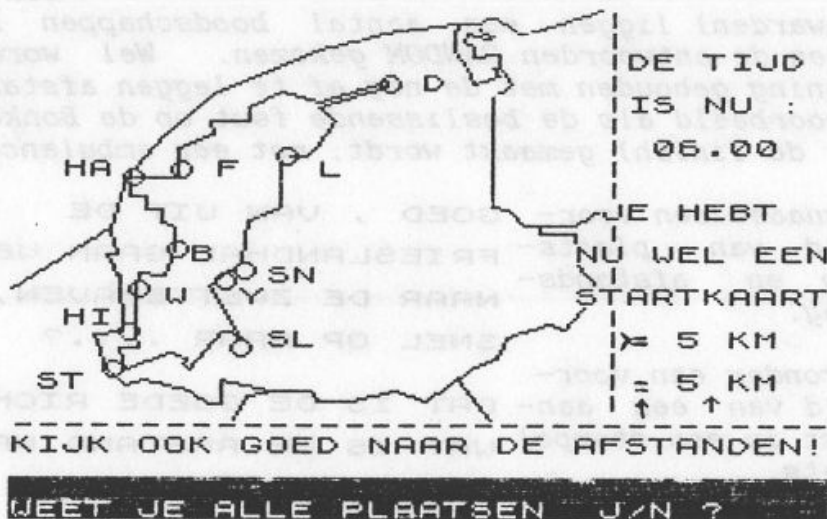 DE TIJD
IS NU :
06.00
JE HEBT
NU WEL EEN
STARTKAART
>= 5 KM
- 5 KM
↑
D
HA
F
L
B
SN
W
Y
HI
SL
ST
KIJK OOK GOED NAAR DE AFSTANDEN!
WEET JE ALLE PLAATSEN J/N ?